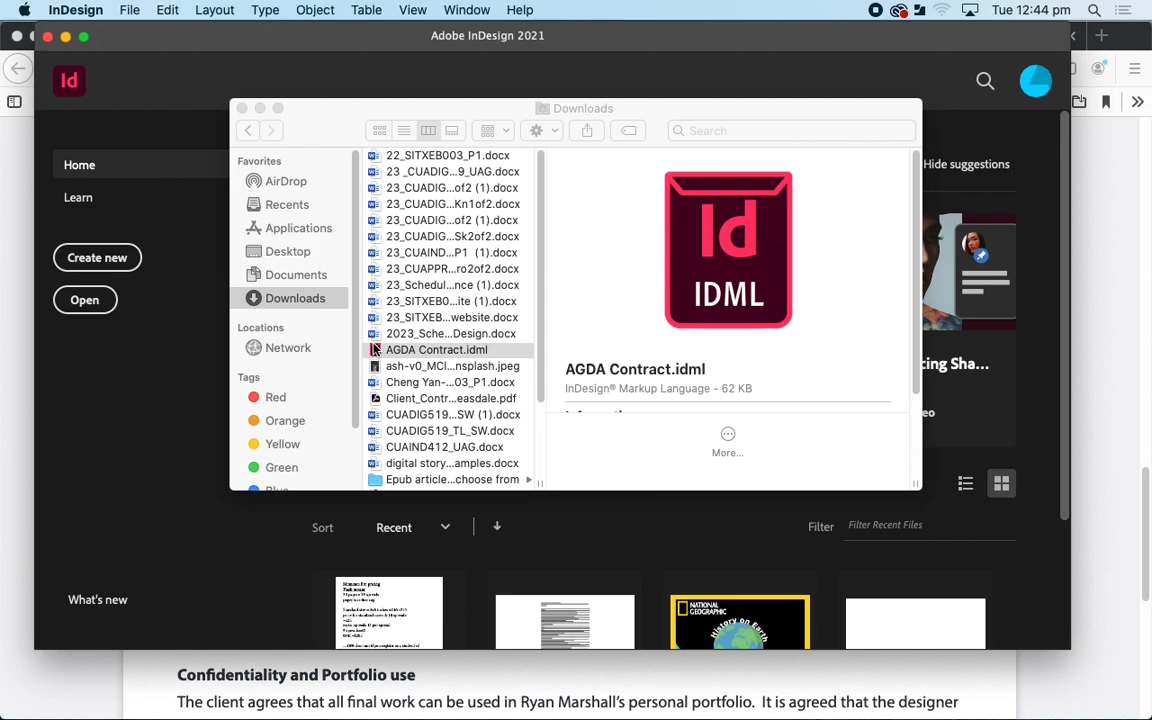 InDesign File Edit Layout Type Object Table View Window Help Tue 12:44 pm
Adobe InDesign 2021
Id
Downloads
Search
Home
Learn
Create new
Open
What's new
Hide suggestions
Favorites
AirDrop
Recents
Applications
Desktop
Documents
Downloads
Locations
Network
Tags
Red
Orange
Yellow
Green
Blue
22_SITXEB003_P1.docx
23 _CUADIG...9_UAG.docx
23_CUADIG...of2 (1).docx
23_CUADIG...Kn1of2.docx
23_CUADIG...of2 (1).docx
23_CUADIG...Sk2of2.docx
23_CUAIND...P1 (1).docx
23_CUAPPR...ro2of2.docx
23_Schedul...nce (1).docx
23_SITXEB0...ite (1).docx
23_SITXEB...website.docx
2023_Sche...Design.docx
AGDA Contract.idml
ash-v0_MCl...nsplash.jpeg
Cheng Yan-...03_P1.docx
Client_Contr...easdale.pdf
CUADIG519...SW (1).docx
CUADIG519_TL_SW.docx
CUAIND412_UAG.docx
digital story...amples.docx
Epub article...choose from
Id
IDML
AGDA Contract.idml
InDesign® Markup Language - 62 KB
More...
ing Sha...
eo
Sort Recent
Filter Filter Recent Files
NATIONAL
GEOGRAPHIC
History on Earth
Confidentiality and Portfolio use
The client agrees that all final work can be used in Ryan Marshall's personal portfolio. It is agreed that the designer